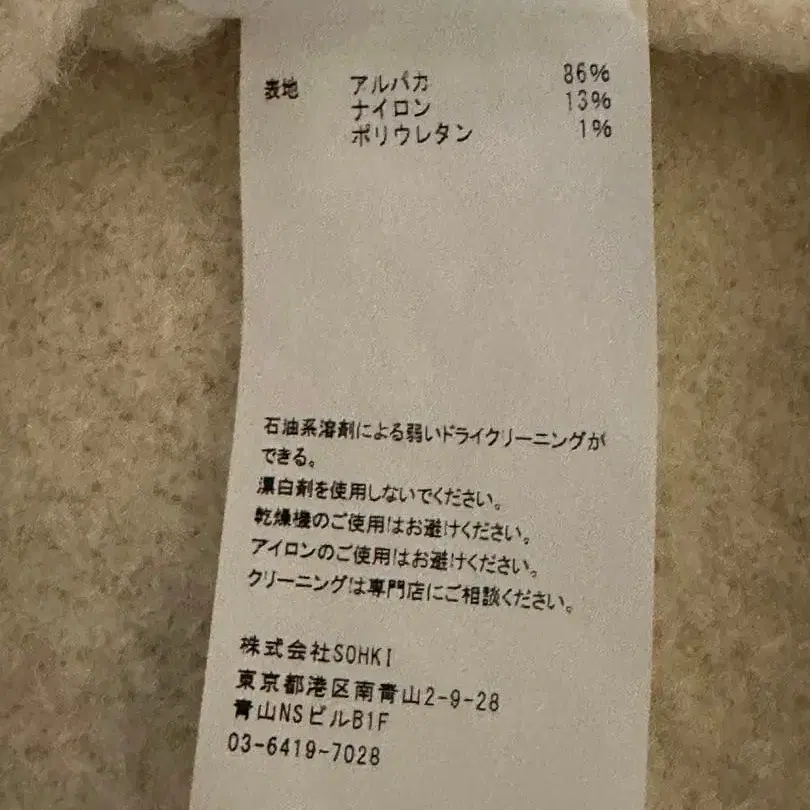 表地 アルパカ 86%
ナイロン 13%
ポリウレタン 1%
石油系溶剤による弱いドライクリーニングが
できる。
漂白剤を使用しないでください。
乾燥機のご使用はお避けください。
アイロンのご使用はお避けください。
クリーニングは専門店にご相談ください。
株式会社SOHKI
東京都港区南青山2-9-28
青山NSビルB1F
03-6419-7028